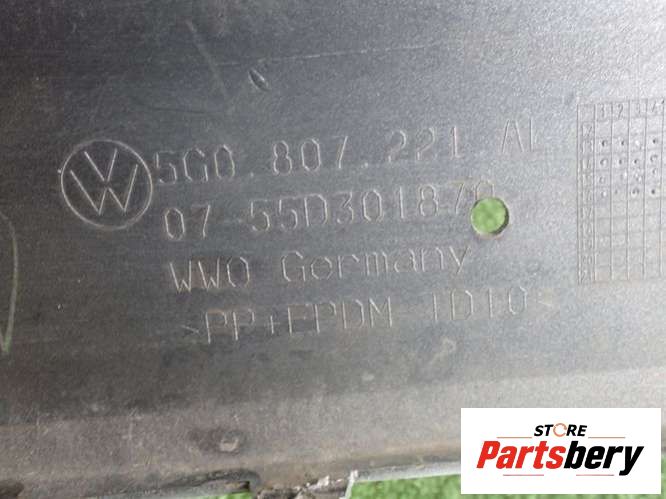 5G0.807.221 AL
07-55D301870
WWO Germany
>PP+EPDM TD10<
STORE
Partsbery